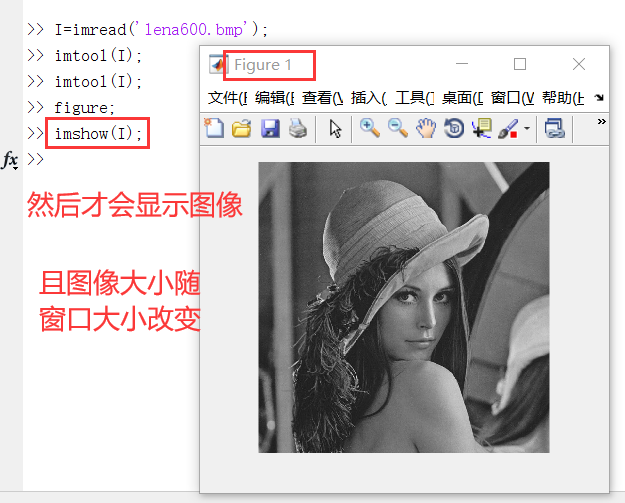 >> I=imread('lena600.bmp');
>> imtool(I);
>> imtool(I);
>> figure;
>> imshow(I);
fx >>
Figure 1
文件(F 编辑(E 查看(V 插入( 工具(T 桌面(D 窗口(W 帮助(H
然后才会显示图像
且图像大小随
窗口大小改变